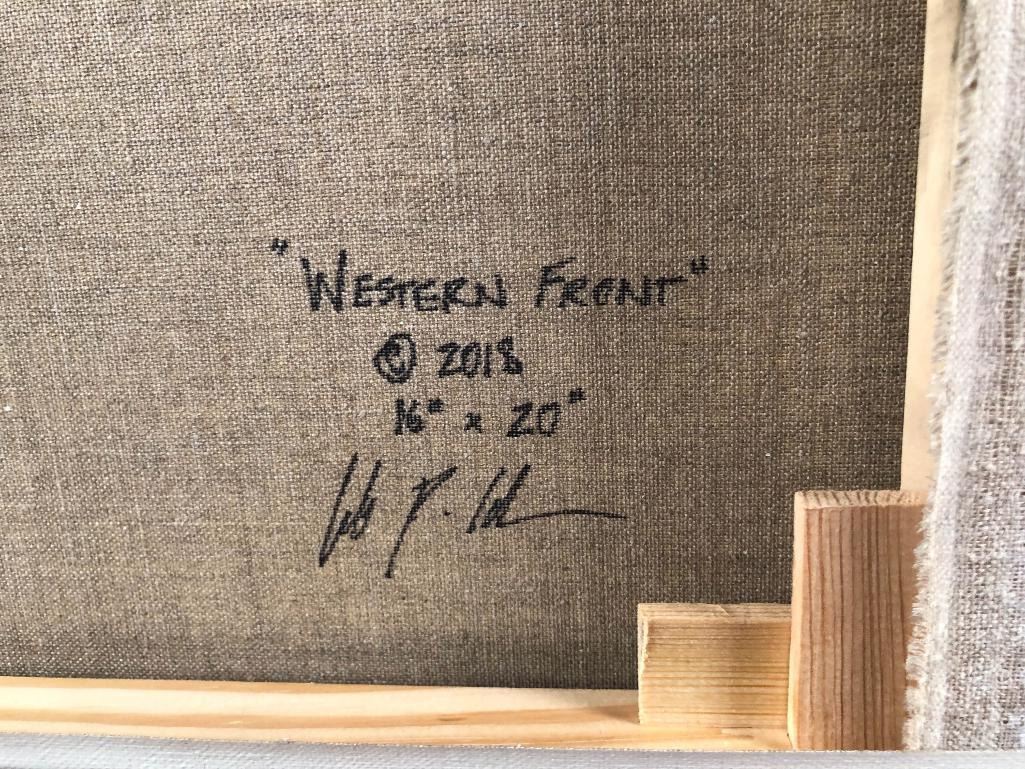 "WESTERN FRONT"
© 2018
16" x 20"